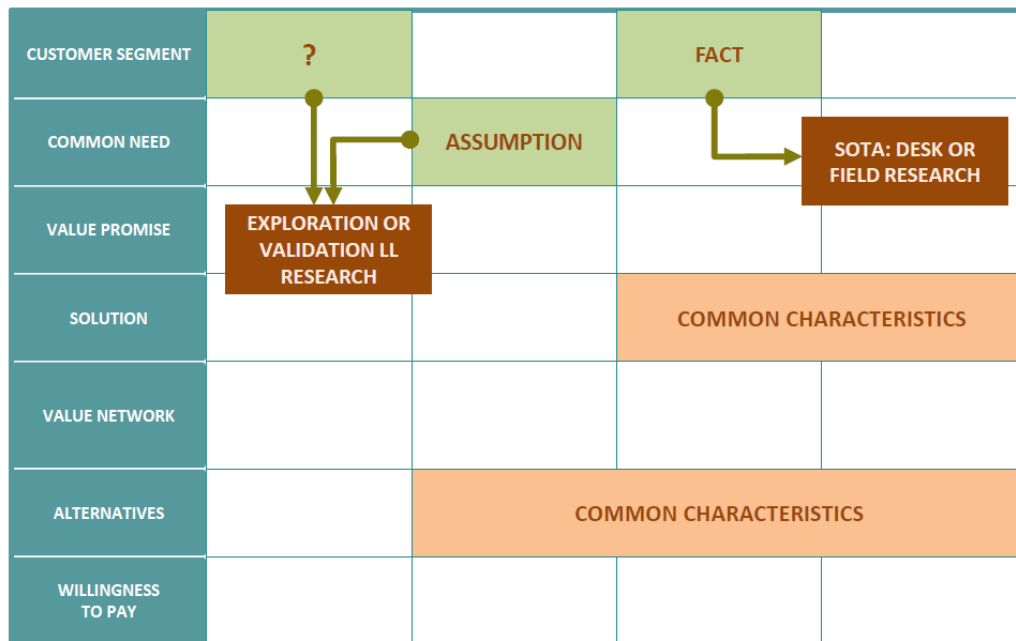 CUSTOMER SEGMENT
?
FACT
COMMON NEED
ASSUMPTION
SOTA: DESK OR
FIELD RESEARCH
VALUE PROMISE
EXPLORATION OR
VALIDATION LL
RESEARCH
SOLUTION
COMMON CHARACTERISTICS
VALUE NETWORK
ALTERNATIVES
COMMON CHARACTERISTICS
WILLINGNESS
TO PAY